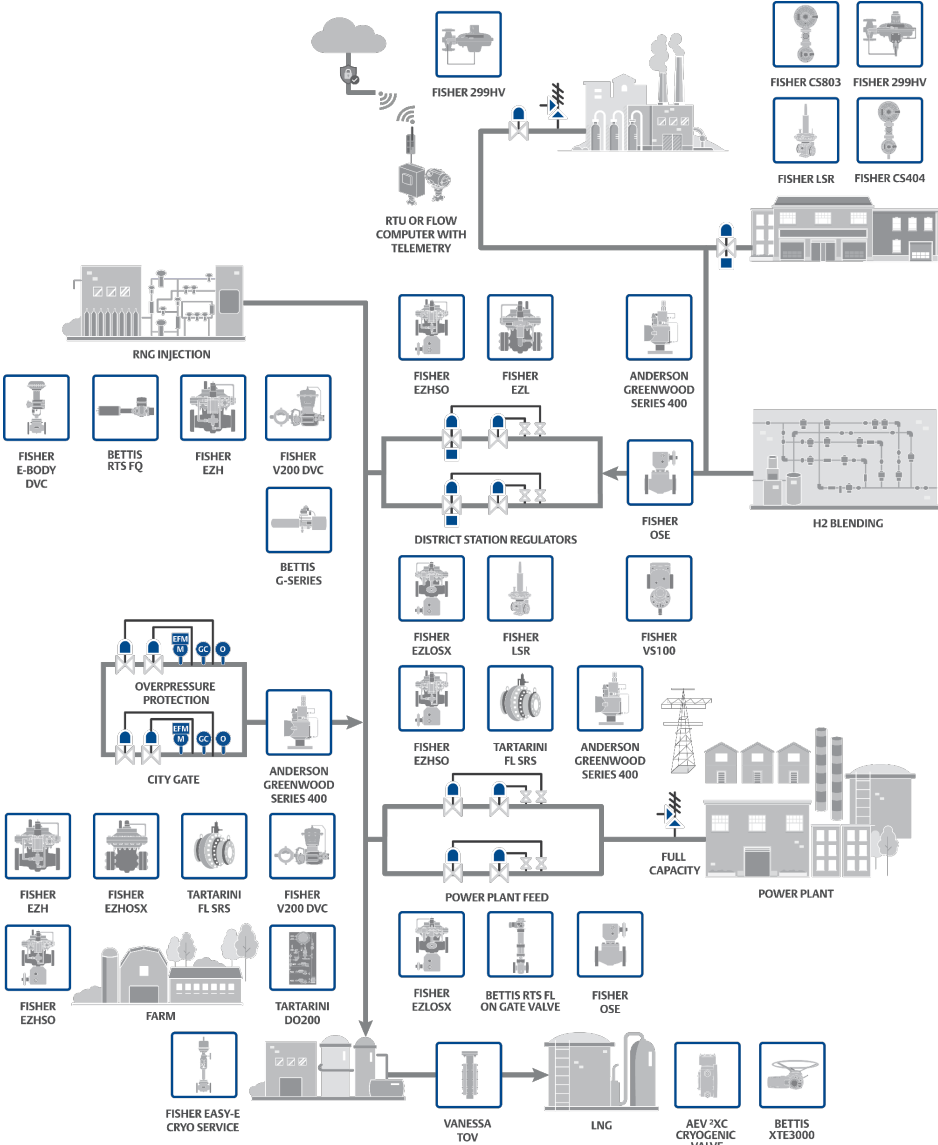 FISHER 299HV
FISHER CS803
FISHER 299HV
FISHER LSR
FISHER CS404
RTU OR FLOW
COMPUTER WITH
TELEMETRY
RNG INJECTION
FISHER
EZHSO
FISHER
EZL
ANDERSON
GREENWOOD
SERIES 400
FISHER
E-BODY
DVC
BETTIS
RTS FQ
FISHER
EZH
FISHER
V200 DVC
BETTIS
G-SERIES
DISTRICT STATION REGULATORS
FISHER
OSE
H2 BLENDING
FISHER
EZLOSX
FISHER
LSR
FISHER
VS100
EFM
M
GC
O
OVERPRESSURE
PROTECTION
EFM
M
GC
O
CITY GATE
ANDERSON
GREENWOOD
SERIES 400
FISHER
EZHSO
TARTARINI
FL SRS
ANDERSON
GREENWOOD
SERIES 400
FULL
CAPACITY
POWER PLANT
POWER PLANT FEED
FISHER
EZH
FISHER
EZHOSX
TARTARINI
FL SRS
FISHER
V200 DVC
FISHER
EZHSO
FARM
TARTARINI
DO200
FISHER
EZLOSX
BETTIS RTS FL
ON GATE VALVE
FISHER
OSE
FISHER EASY-E
CRYO SERVICE
VANESSA
TOV
LNG
AEV ²XC
CRYOGENIC
VALVE
BETTIS
XTE3000